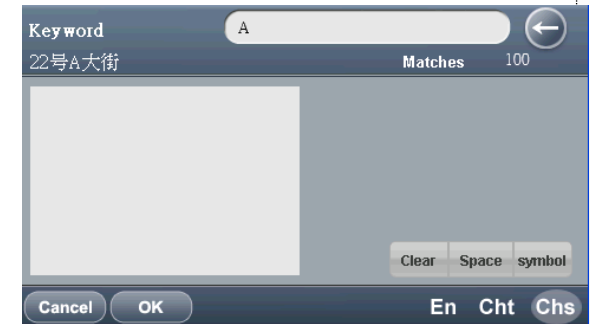 Keyword A
22号A大街 Matches 100
Clear Space symbol
Cancel OK En Cht Chs